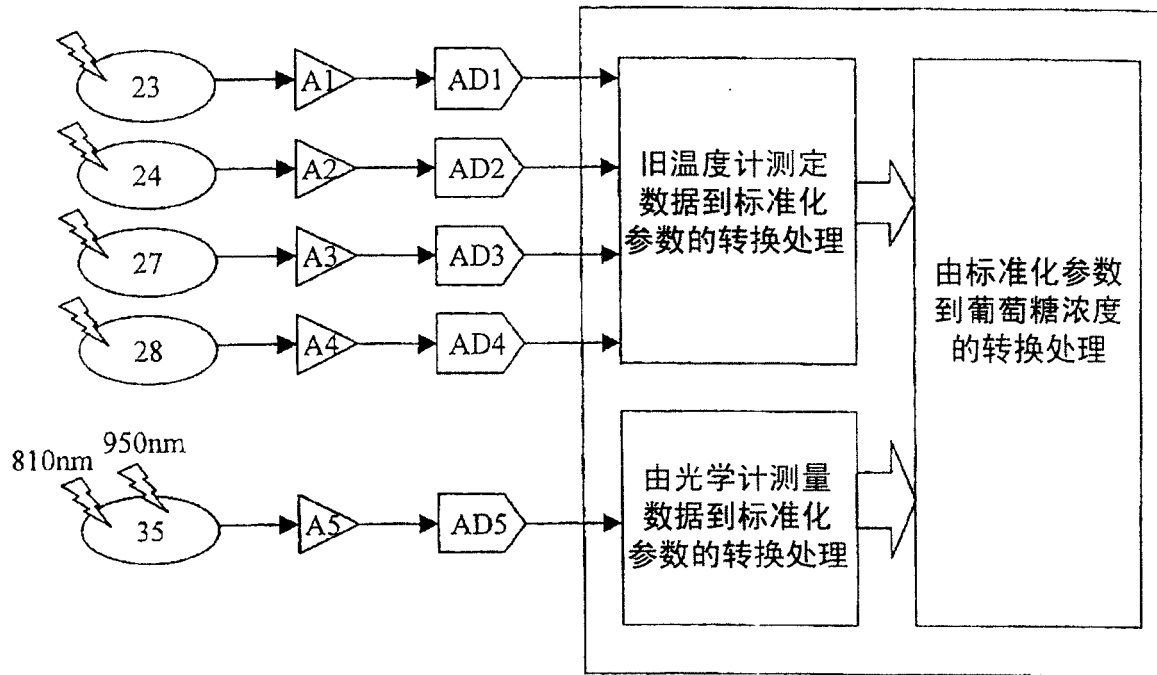 23 A1 AD1
24 A2 AD2
27 A3 AD3
28 A4 AD4
旧温度计测定
数据到标准化
参数的转换处理
由标准化参数
到葡萄糖浓度
的转换处理
810nm
950nm
35 A5 AD5
由光学计测量
数据到标准化
参数的转换处理